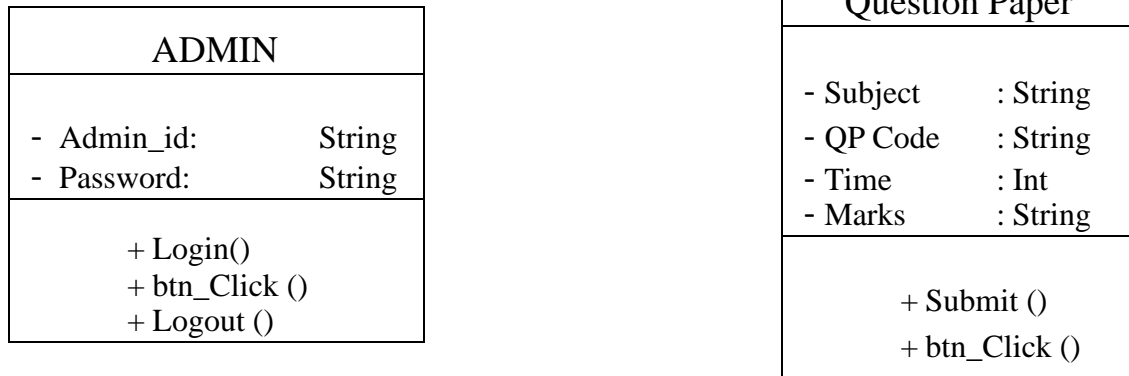 ADMIN
- Admin_id: String
- Password: String
+ Login()
+ btn_Click ()
+ Logout ()
Question Paper
- Subject : String
- QP Code : String
- Time : Int
- Marks : String
+ Submit ()
+ btn_Click ()